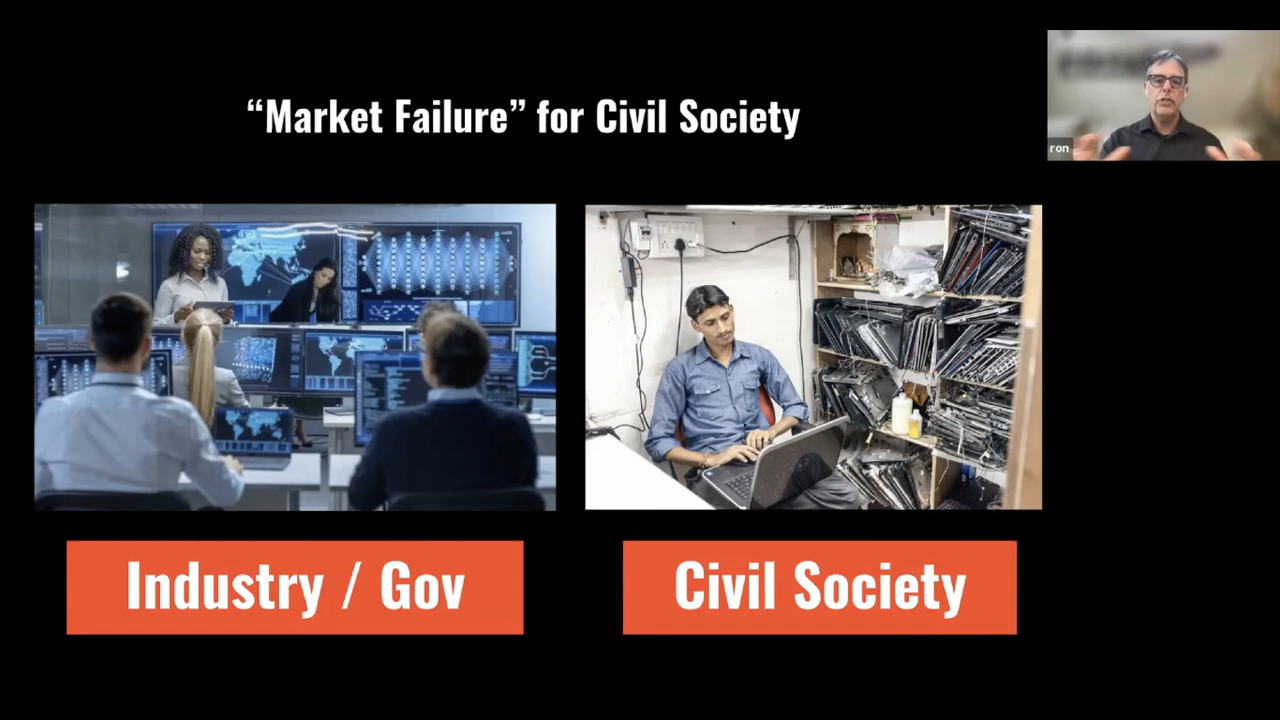 “Market Failure” for Civil Society
ron
Industry / Gov
Civil Society